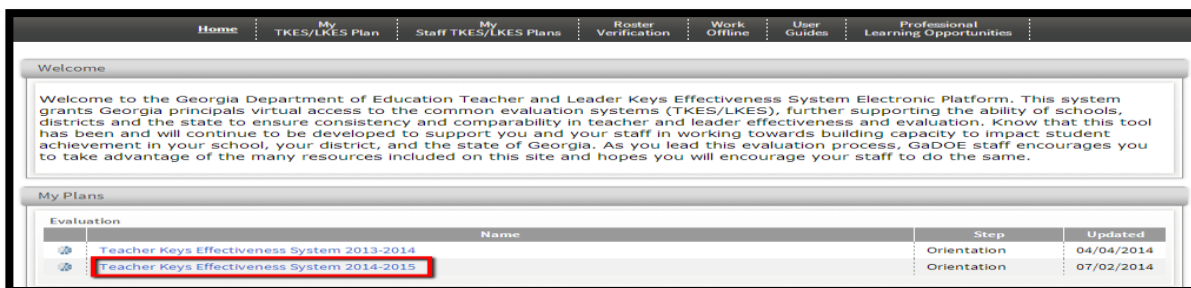 Home
My TKES/LKES Plan
My Staff TKES/LKES Plans
Roster Verification
Work Offline
User Guides
Professional Learning Opportunities
Welcome
Welcome to the Georgia Department of Education Teacher and Leader Keys Effectiveness System Electronic Platform. This system
grants Georgia principals virtual access to the common evaluation systems (TKES/LKES), further supporting the ability of schools,
districts and the state to ensure consistency and comparability in teacher and leader effectiveness and evaluation. Know that this tool
has been and will continue to be developed to support you and your staff in working towards building capacity to impact student
achievement in your school, your district, and the state of Georgia. As you lead this evaluation process, GaDOE staff encourages you
to take advantage of the many resources included on this site and hopes you will encourage your staff to do the same.
My Plans
Evaluation
Name Step Updated
Teacher Keys Effectiveness System 2013-2014 Orientation 04/04/2014
Teacher Keys Effectiveness System 2014-2015 Orientation 07/02/2014